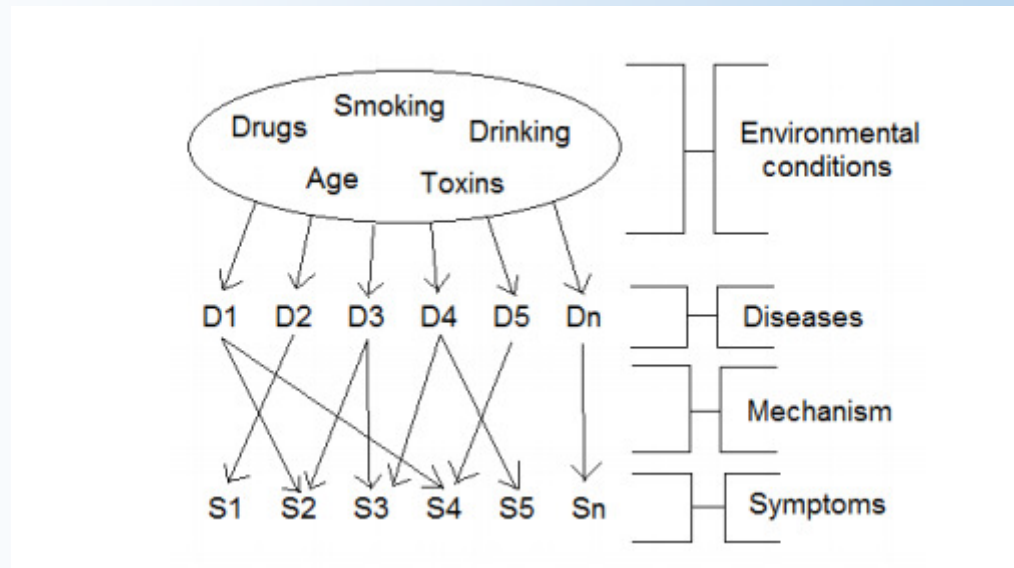 Smoking
Drugs
Drinking
Age
Toxins
Environmental
conditions
D1 D2 D3 D4 D5 Dn
Diseases
Mechanism
S1 S2 S3 S4 S5 Sn
Symptoms